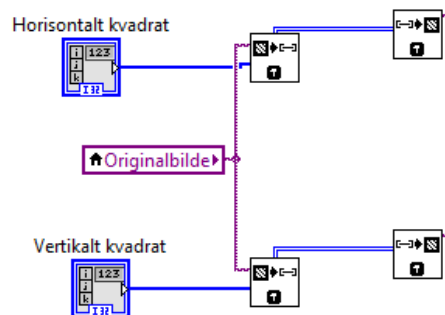 Horisontalt kvadrat
i 123
j
k
I32
Originalbilde
Vertikalt kvadrat
i 123
j
k
I32